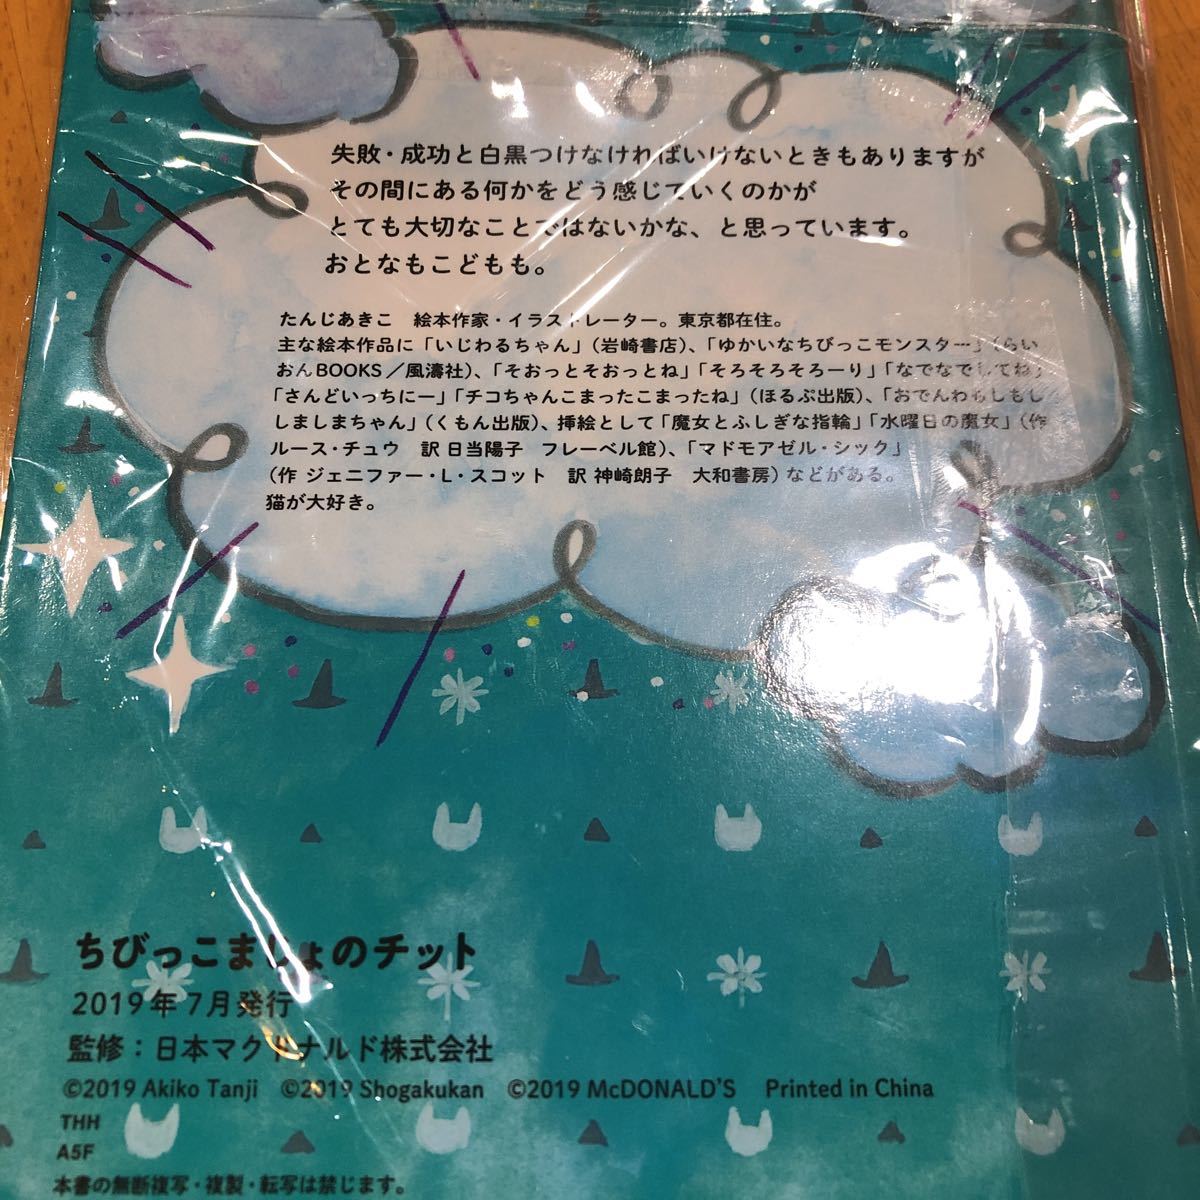 失敗・成功と白黒つけなければいけないときもありますが
その間にある何かをどう感じていくのかが
とても大切なことではないかな、と思っています。
おとなもこどもも。
たんじあきこ　絵本作家・イラストレーター。東京都在住。
主な絵本作品に「いじわるちゃん」（岩崎書店）、「ゆかいなちびっこモンスター」（らい
おんBOOKS／風濤社）、「そおっとそおっとね」「そろそろそろーり」「なでなでしてね」
「さんどいっちにー」「チコちゃんこまったこまったね」（ほるぷ出版）、「おでんわもしもし
しましまちゃん」（くもん出版）、挿絵として「魔女とふしぎな指輪」「水曜日の魔女」（作
ルース・チュウ　訳 日当陽子　フレーベル館）、「マドモアゼル・シック」
（作 ジェニファー・L・スコット　訳 神崎朗子　大和書房）などがある。
猫が大好き。
ちびっこまじょのチット
2019年7月発行
監修：日本マクドナルド株式会社
©2019 Akiko Tanji　©2019 Shogakukan　©2019 McDONALD'S　Printed in China
THH
A5F
本書の無断複写・複製・転写は禁じます。